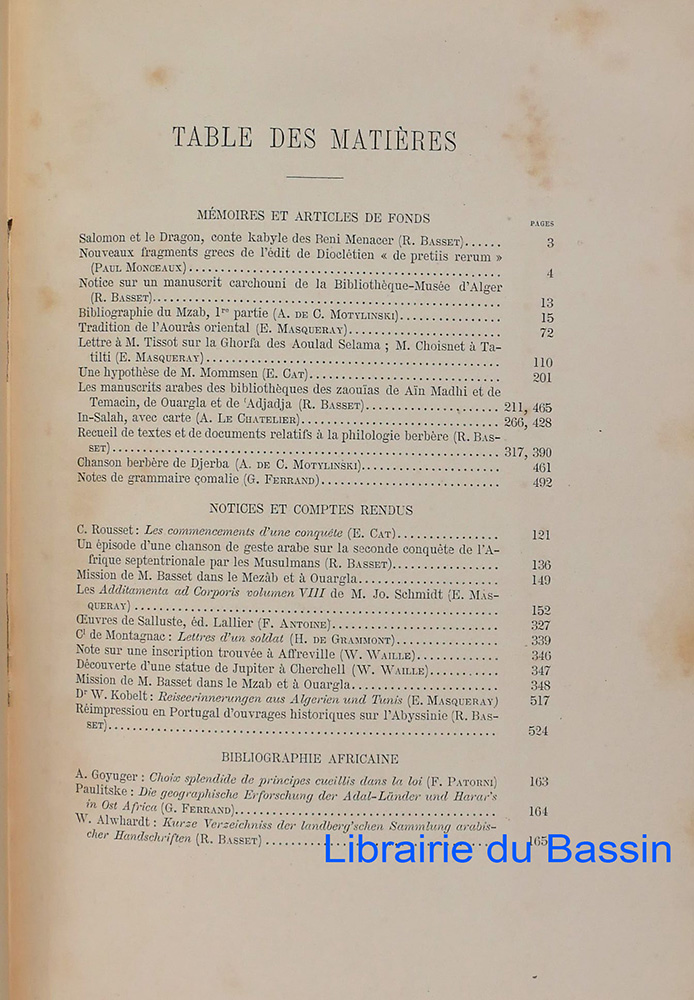 TABLE DES MATIÈRES
MÉMOIRES ET ARTICLES DE FONDS
PAGES
Salomon et le Dragon, conte kabyle des Beni Menacer (R. BASSET)...... 3
Nouveaux fragments grecs de l'édit de Dioclétien « de pretiis rerum »
(PAUL MONCEAUX)........ 4
Notice sur un manuscrit carchouni de la Bibliothèque-Musée d'Alger
(R. BASSET)........ 13
Bibliographie du Mzab, 1re partie (A. DE C. MOTYLINSKI)........ 15
Tradition de l'Aourâs oriental (E. MASQUERAY)........ 72
Lettre à M. Tissot sur la Ghorfa des Aoulad Selama ; M. Choisnet à Ta-
tilti (E. MASQUERAY)........ 110
Une hypothèse de M. Mommsen (E. CAT)........ 201
Les manuscrits arabes des bibliothèques des zaouïas de Aïn Madhi et de
Temacin, de Ouargla et de 'Adjadja (R. BASSET)........ 211, 465
In-Salah, avec carte (A. LE CHATELIER)........ 266, 428
Recueil de textes et de documents relatifs à la philologie berbère (R. BAS-
SET)........ 317, 390
Chanson berbère de Djerba (A. DE C. MOTYLINSKI)........ 461
Notes de grammaire çomalie (G. FERRAND)........ 492
NOTICES ET COMPTES RENDUS
C. Rousset : Les commencements d'une conquête (E. CAT)........ 121
Un épisode d'une chanson de geste arabe sur la seconde conquête de l'A-
frique septentrionale par les Musulmans (R. BASSET)........ 136
Mission de M. Basset dans le Mezâb et à Ouargla........ 149
Les Additamenta ad Corporis volumen VIII de M. Jo. Schmidt (E. MAS-
QUERAY)........ 152
Œuvres de Salluste, éd. Lallier (F. ANTOINE)........ 327
Ct de Montagnac : Lettres d'un soldat (H. DE GRAMMONT)........ 339
Note sur une inscription trouvée à Affreville (W. WAILLE)........ 346
Découverte d'une statue de Jupiter à Cherchell (W. WAILLE)........ 347
Mission de M. Basset dans le Mzab et à Ouargla........ 348
Dr W. Kobelt : Reiseerinnerungen aus Algerien und Tunis (E. MASQUERAY) 517
Réimpression en Portugal d'ouvrages historiques sur l'Abyssinie (R. BAS-
SET)........ 524
BIBLIOGRAPHIE AFRICAINE
A. Goyuger : Choix splendide de principes cueillis dans la loi (F. PATORNI) 163
Paulitske : Die geographische Erforschung der Adal-Länder und Harar's
in Ost Africa (G. FERRAND)........ 164
W. Alwhardt : Kurze Verzeichniss der landberg'schen Sammlung arabis-
cher Handschriften (R. BASSET)........ 165
Librairie du Bassin